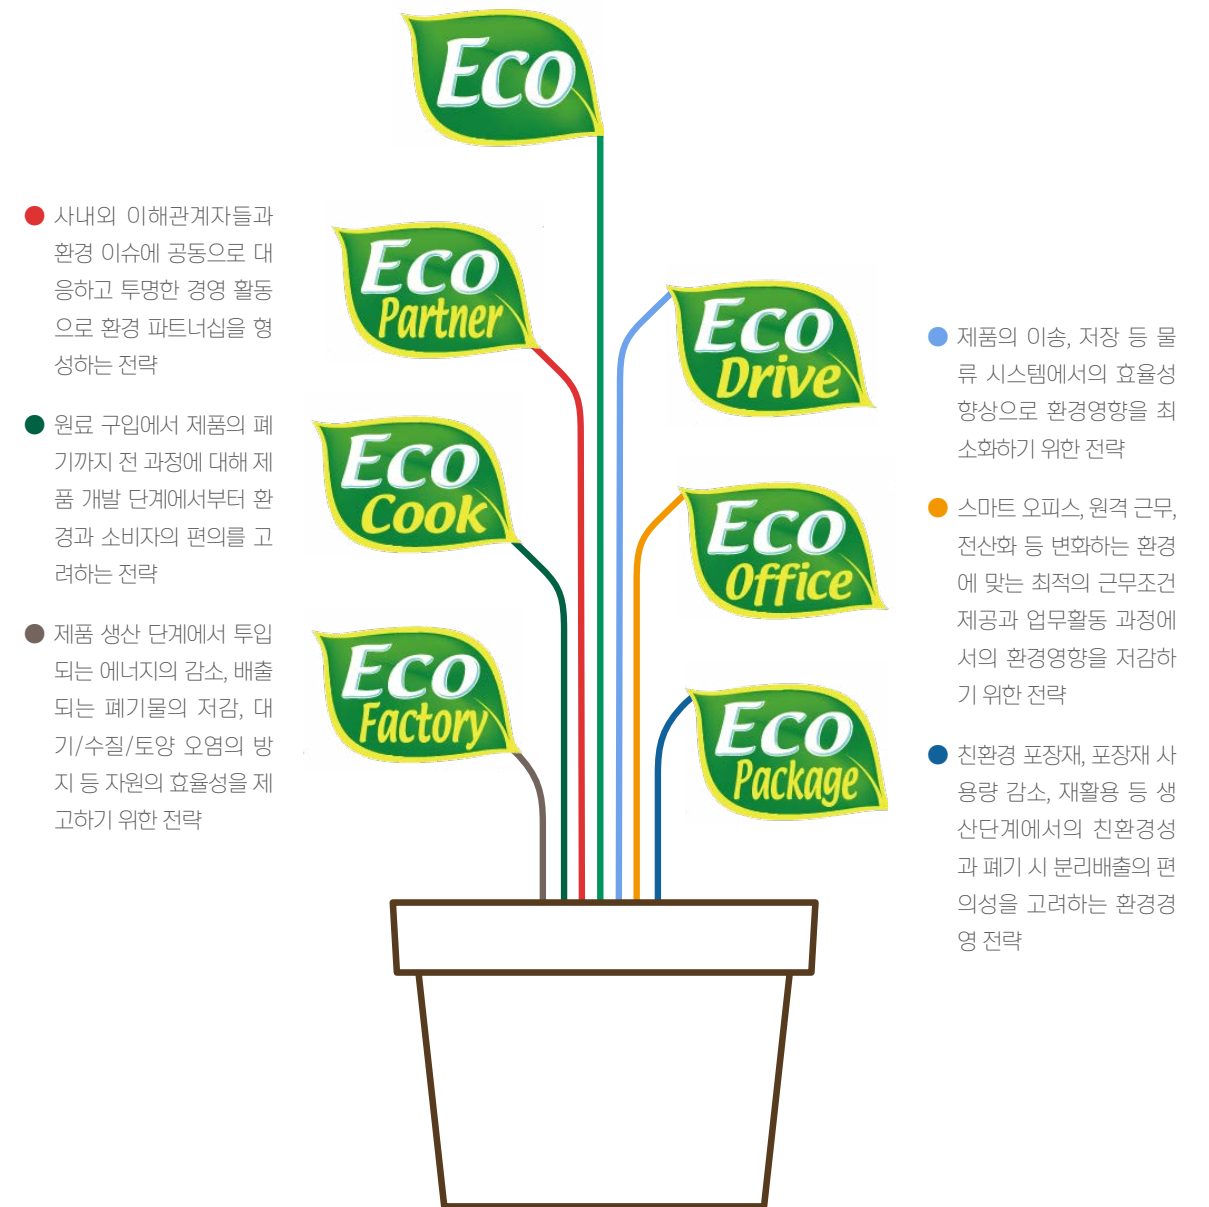 Eco
사내외 이해관계자들과
환경 이슈에 공동으로 대
응하고 투명한 경영 활동
으로 환경 파트너십을 형
성하는 전략
원료 구입에서 제품의 폐
기까지 전 과정에 대해 제
품 개발 단계에서부터 환
경과 소비자의 편의를 고
려하는 전략
제품 생산 단계에서 투입
되는 에너지의 감소, 배출
되는 폐기물의 저감, 대
기/수질/토양 오염의 방
지 등 자원의 효율성을 제
고하기 위한 전략
Eco
Partner
Eco
Cook
Eco
Factory
Eco
Drive
Eco
Office
Eco
Package
제품의 이송, 저장 등 물
류 시스템에서의 효율성
향상으로 환경영향을 최
소화하기 위한 전략
스마트 오피스, 원격 근무,
전산화 등 변화하는 환경
에 맞는 최적의 근무조건
제공과 업무활동 과정에
서의 환경영향을 저감하
기 위한 전략
친환경 포장재, 포장재 사
용량 감소, 재활용 등 생
산단계에서의 친환경성
과 폐기 시 분리배출의 편
의성을 고려하는 환경경
영 전략